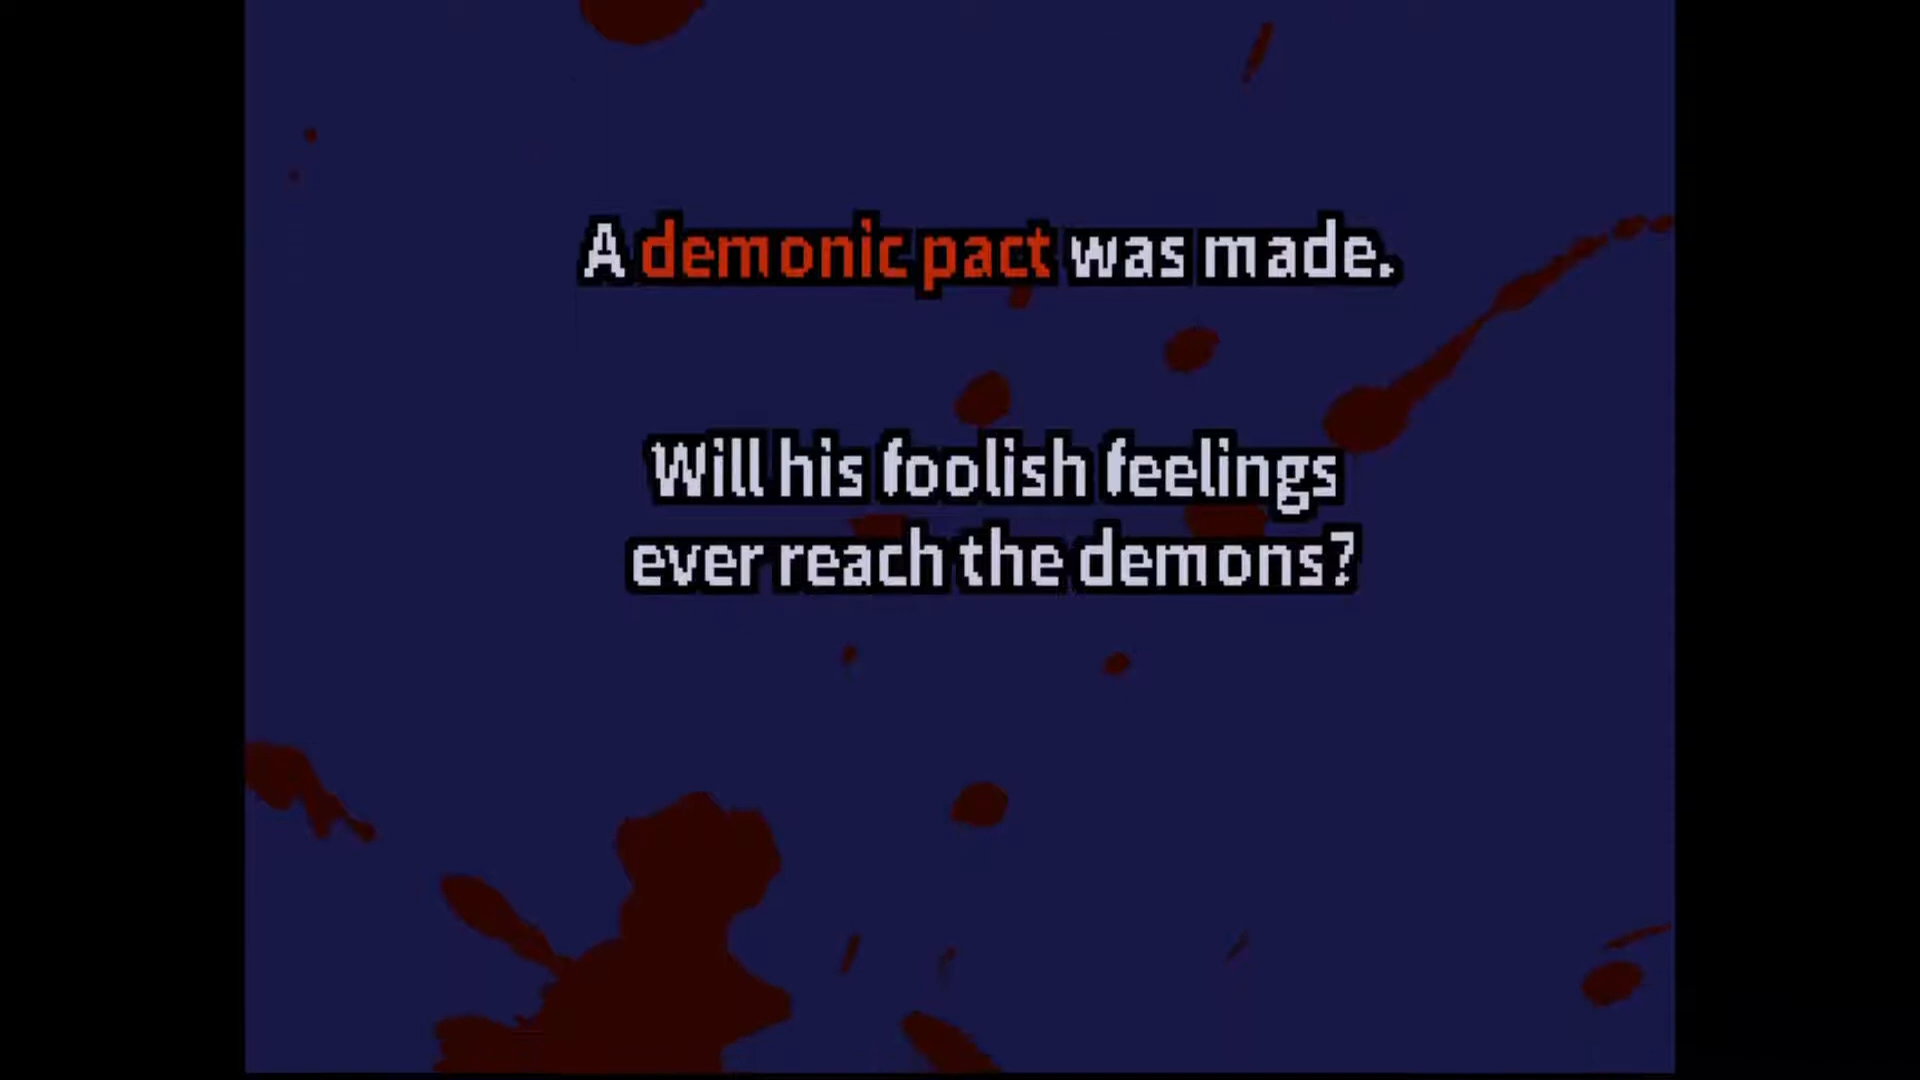 A demonic pact was made.
Will his foolish feelings
ever reach the demons?